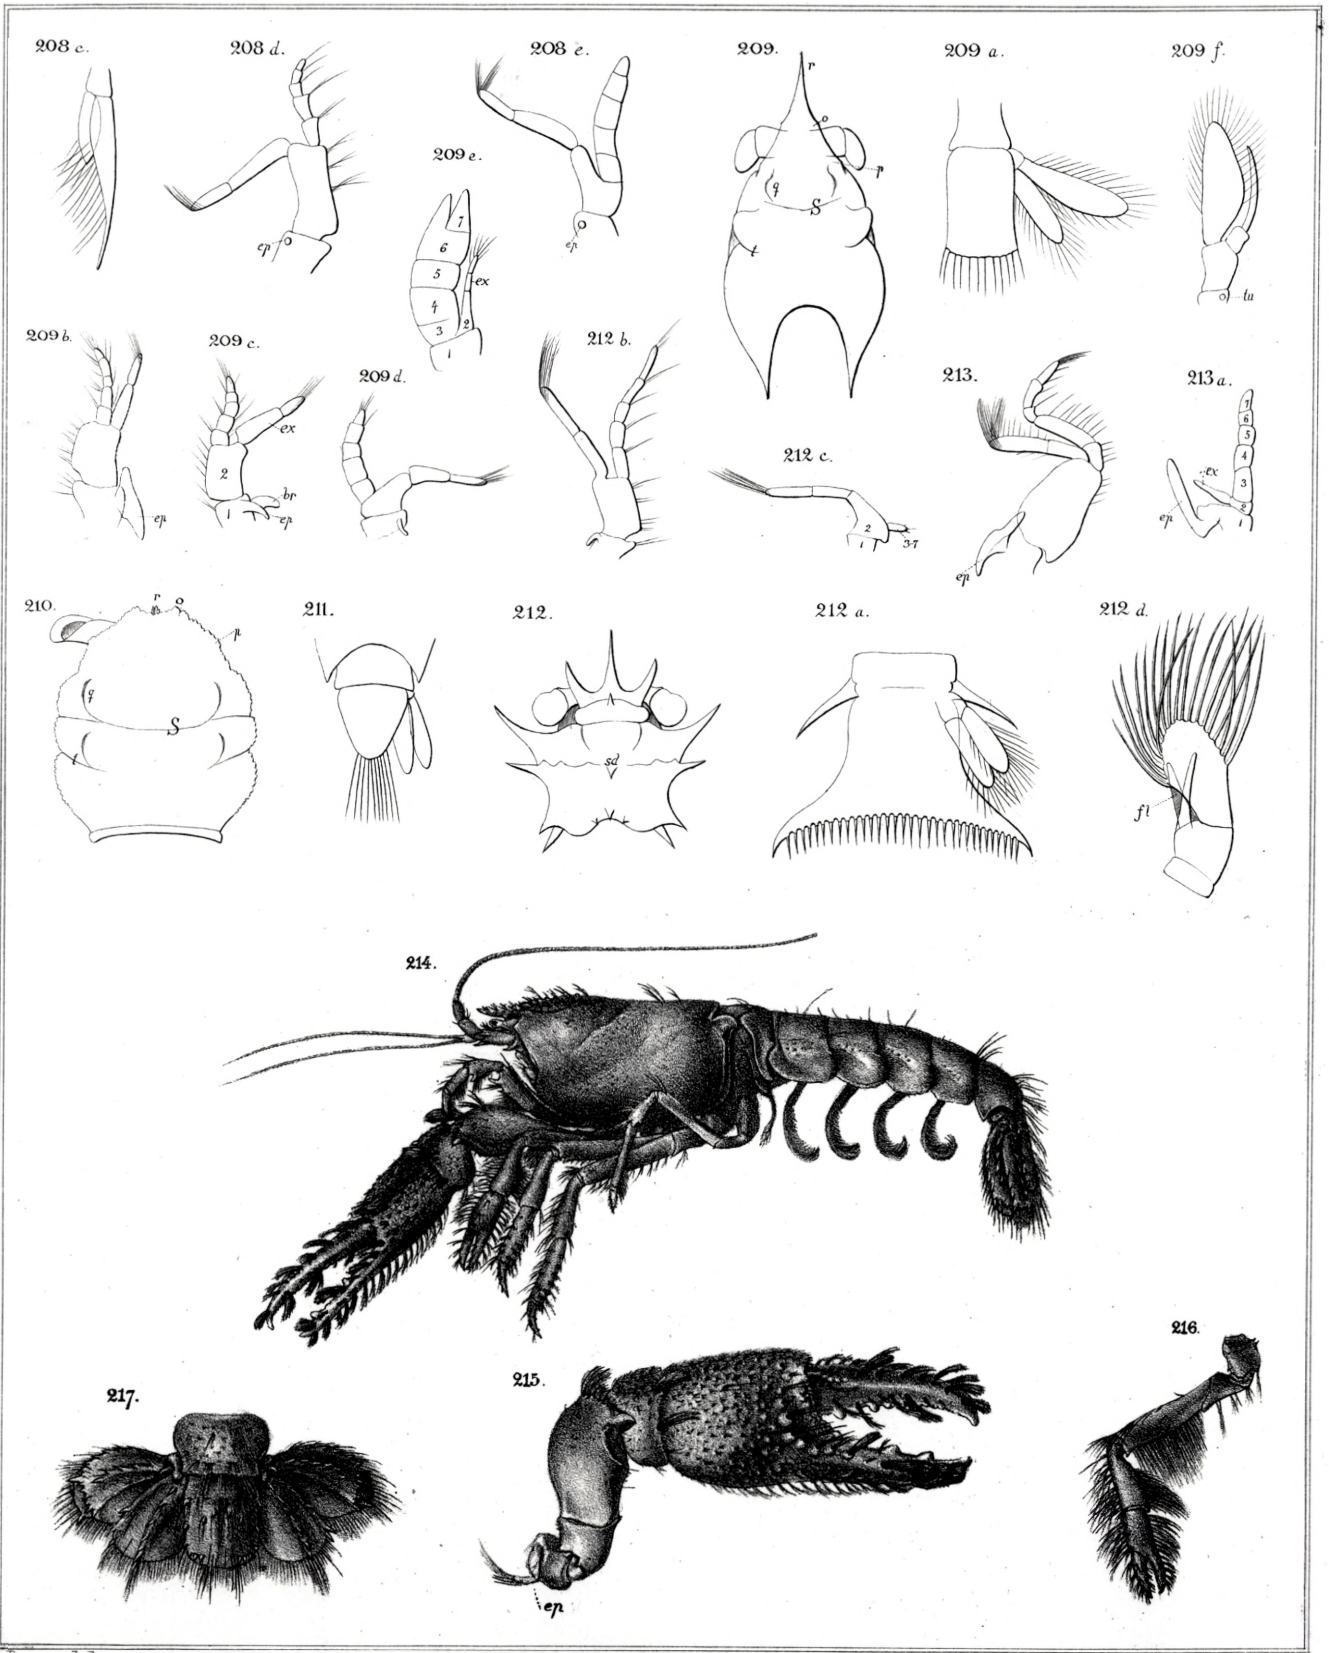 208 c.
208 d.
ep
208 e.
ep
209 e.
7
6
5
4
3
2
1
ex
209.
r
o
p
q
S
t
209 a.
209 f.
tu
209 b.
ep
209 c.
ex
2
br
1
ep
209 d.
212 b.
212 c.
2
1
3-7
213.
ep
213 a.
7
6
5
4
3
2
1
ex
ep
210.
r
o
p
q
S
t
211.
212.
sd
212 a.
212 d.
fl
214.
215.
ep
216.
217.